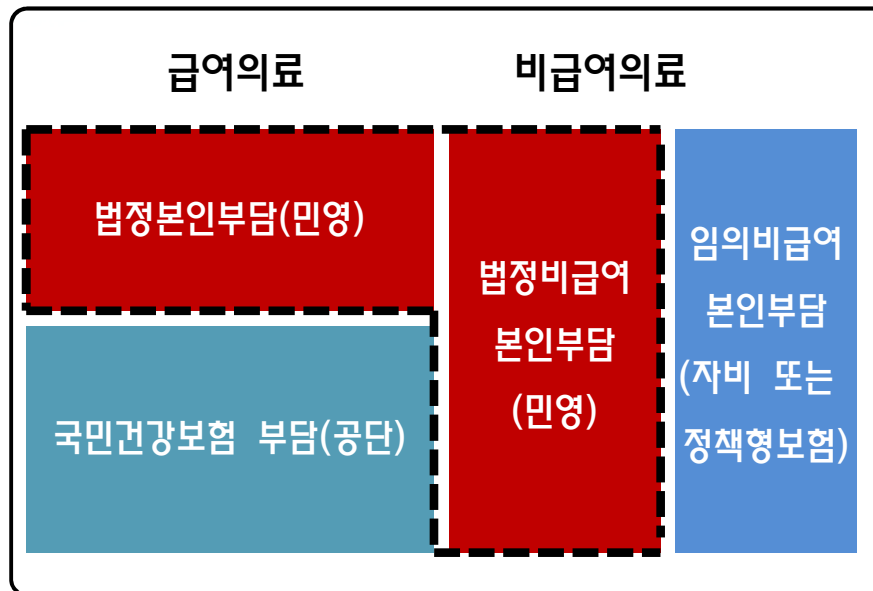 급여의료
비급여의료
법정본인부담(민영)
국민건강보험 부담(공단)
법정비급여
본인부담
(민영)
임의비급여
본인부담
(자비 또는
정책형보험)